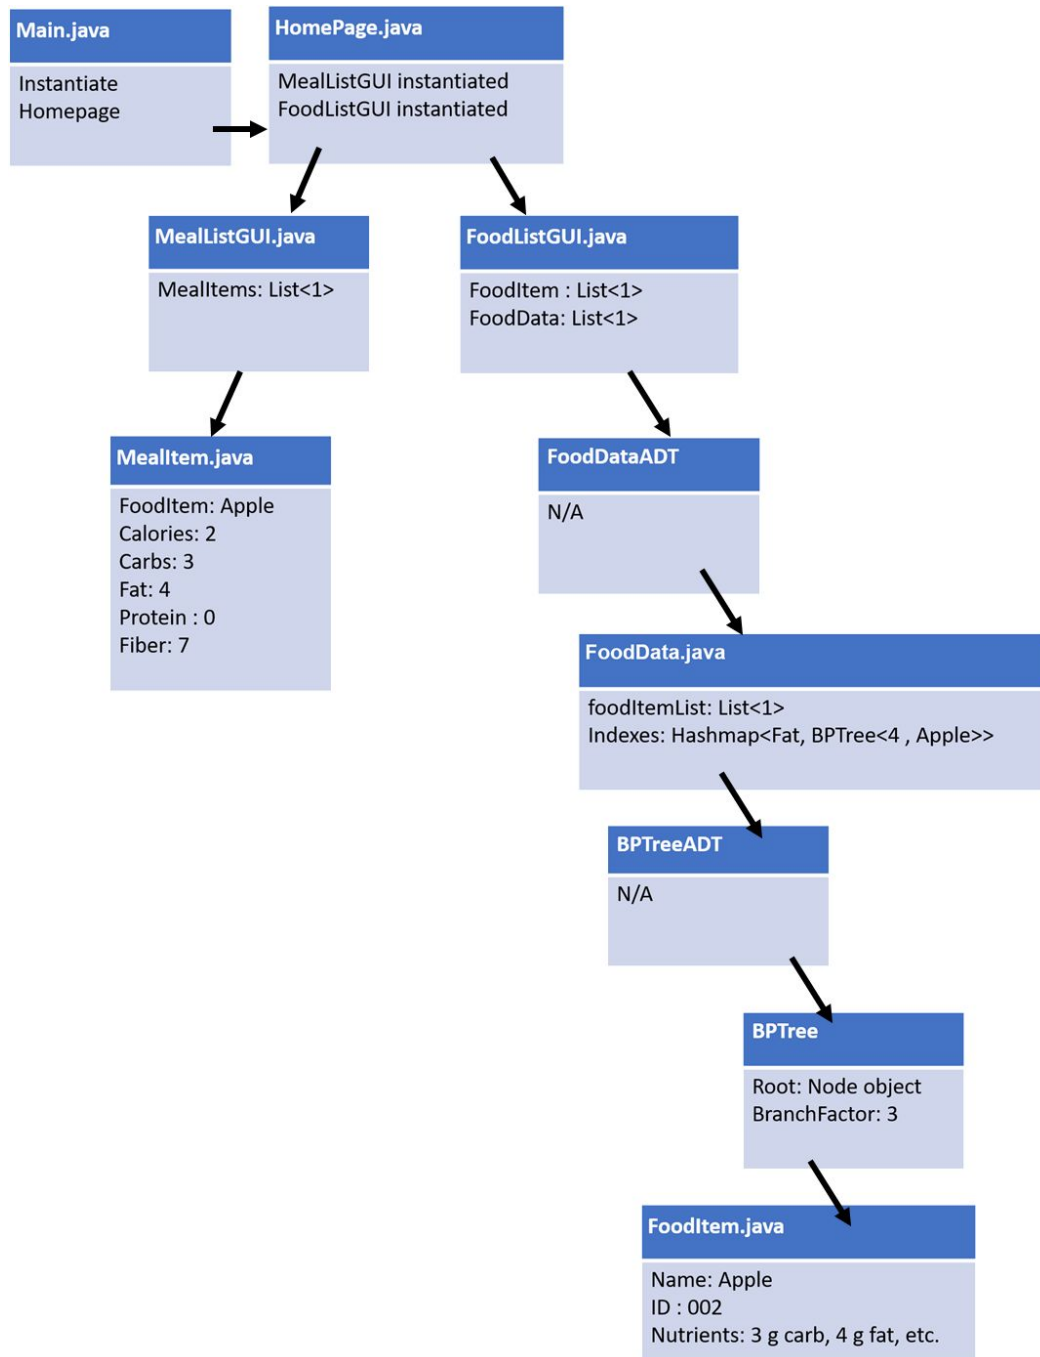 Main.java
Instantiate
Homepage
HomePage.java
MealListGUI instantiated
FoodListGUI instantiated
MealListGUI.java
MealItems: List<1>
FoodListGUI.java
FoodItem : List<1>
FoodData: List<1>
MealItem.java
FoodItem: Apple
Calories: 2
Carbs: 3
Fat: 4
Protein : 0
Fiber: 7
FoodDataADT
N/A
FoodData.java
foodItemList: List<1>
Indexes: Hashmap<Fat, BPTree<4 , Apple>>
BPTreeADT
N/A
BPTree
Root: Node object
BranchFactor: 3
FoodItem.java
Name: Apple
ID : 002
Nutrients: 3 g carb, 4 g fat, etc.